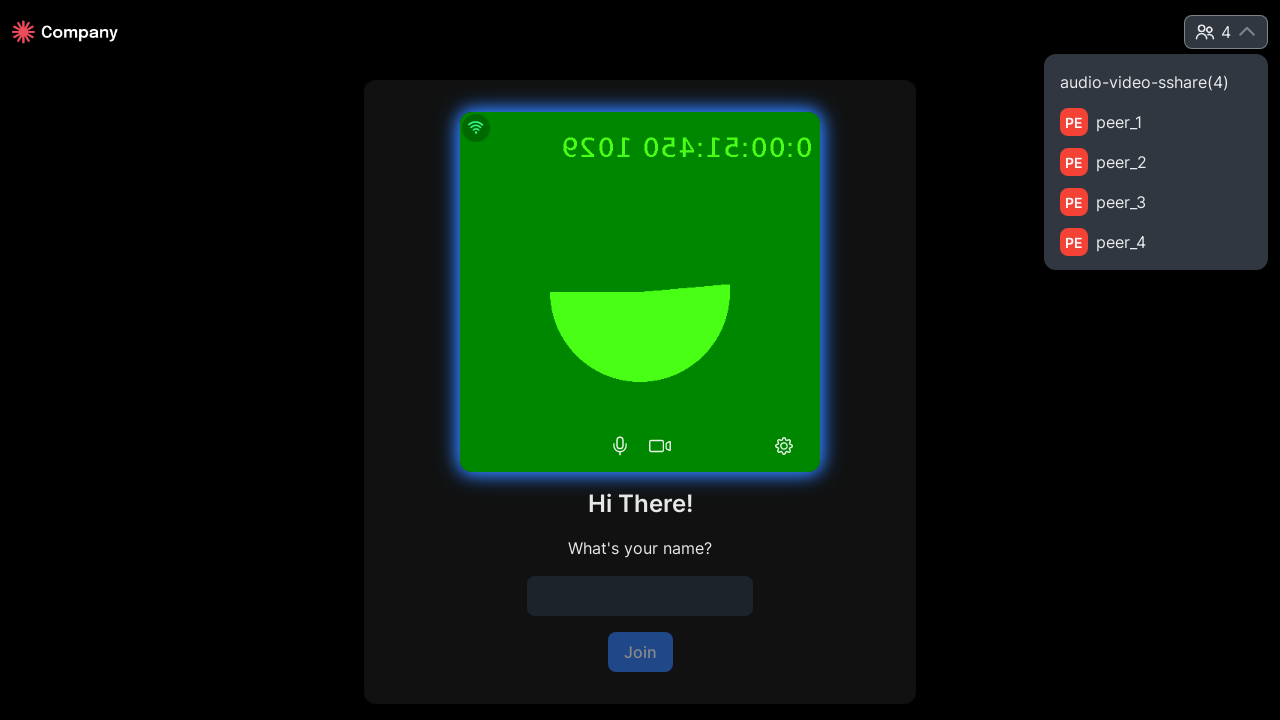 Company
4
audio-video-sshare(4)
PE peer_1
PE peer_2
PE peer_3
PE peer_4
0:00:51:450 1029
Hi There!
What's your name?
Join